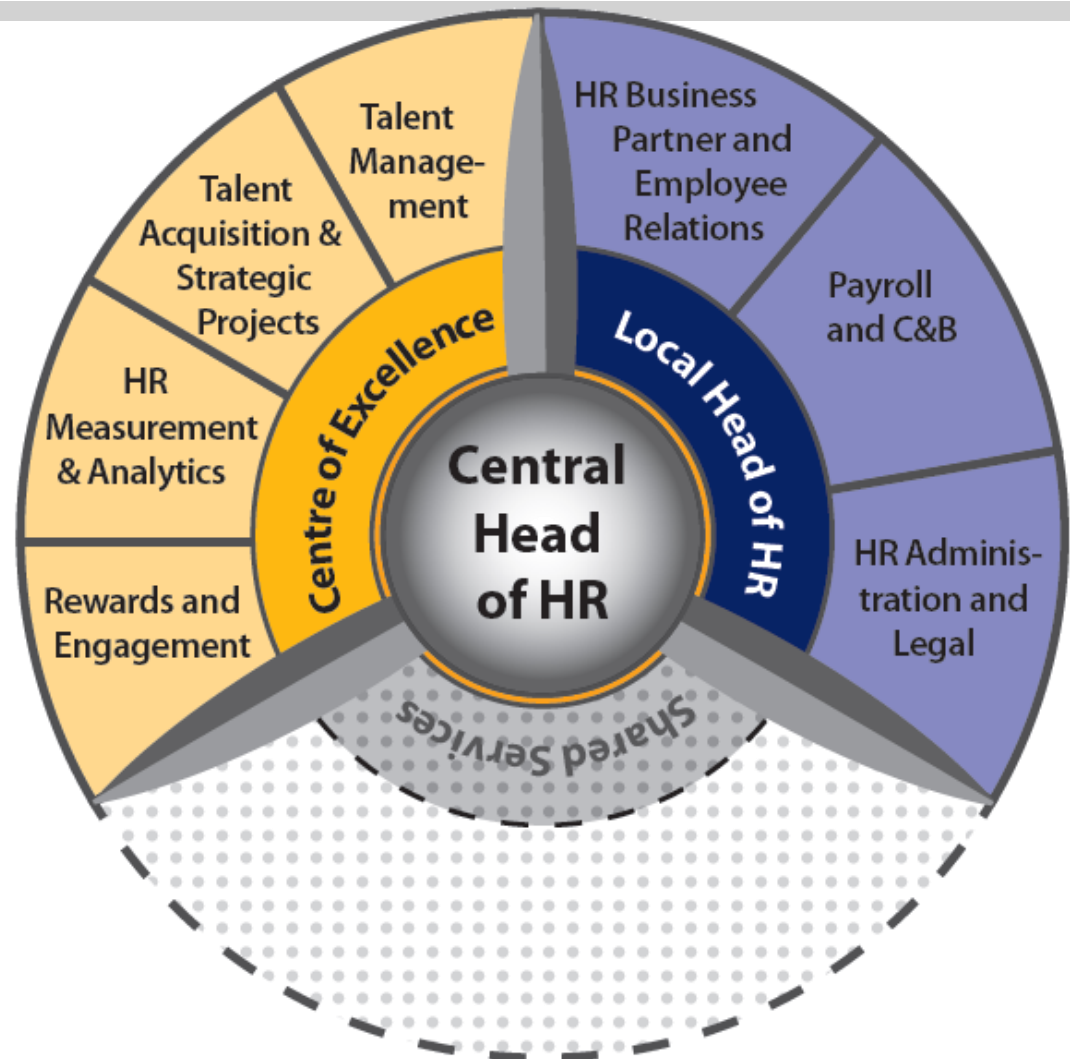 Talent
Manage-
ment
HR Business
Partner and
Employee
Relations
Talent
Acquisition &
Strategic
Projects
Payroll
and C&B
HR
Measurement
& Analytics
Centre of Excellence
Local Head of HR
Central
Head
of HR
HR Adminis-
tration and
Legal
Rewards and
Engagement
Shared Services